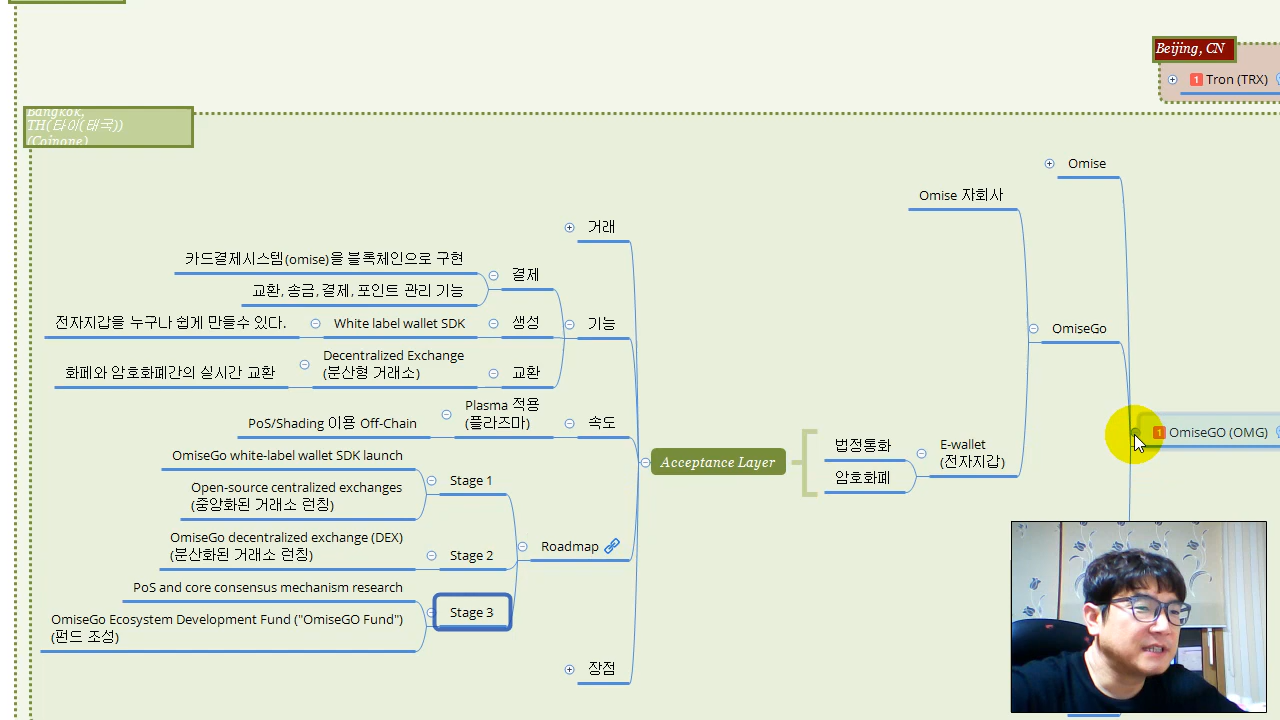 Beijing, CN
Tron (TRX)
Bangkok,
TH(타이(태국))
(Coinone)
Omise
Omise 자회사
거래
카드결제시스템(omise)을 블록체인으로 구현
결제
교환, 송금, 결제, 포인트 관리 기능
전자지갑을 누구나 쉽게 만들수 있다.
White label wallet SDK
생성
기능
OmiseGo
Decentralized Exchange
(분산형 거래소)
화폐와 암호화폐간의 실시간 교환
교환
Plasma 적용
(플라즈마)
PoS/Shading 이용 Off-Chain
속도
OmiseGO (OMG)
법정통화
암호화폐
E-wallet
(전자지갑)
Acceptance Layer
OmiseGo white-label wallet SDK launch
Stage 1
Open-source centralized exchanges
(중앙화된 거래소 런칭)
OmiseGo decentralized exchange (DEX)
(분산화된 거래소 런칭)
Stage 2
Roadmap
PoS and core consensus mechanism research
Stage 3
OmiseGo Ecosystem Development Fund ("OmiseGO Fund")
(펀드 조성)
장점